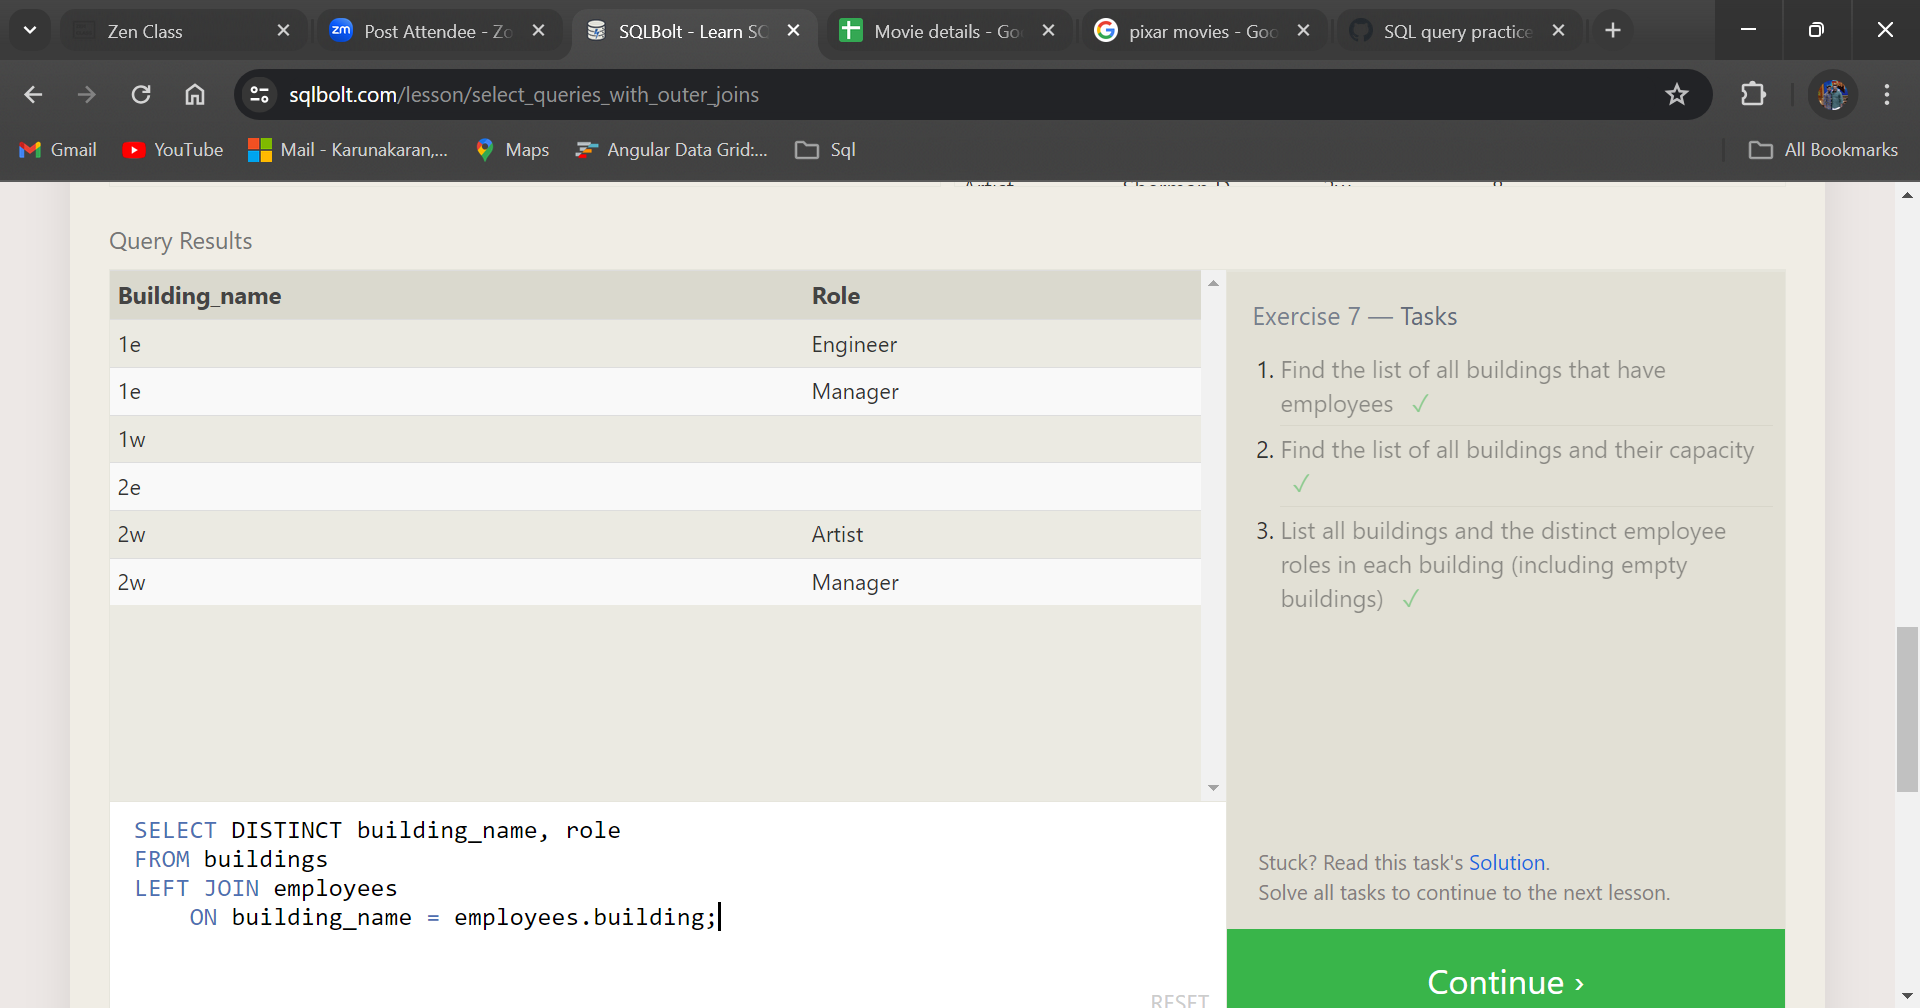 Zen Class
zm Post Attendee - Zo
SQLBolt - Learn SC
Movie details - Go
pixar movies - Goo
SQL query practice
sqlbolt.com/lesson/select_queries_with_outer_joins
Gmail
YouTube
Mail - Karunakaran,...
Maps
Angular Data Grid:...
Sql
All Bookmarks
Query Results
Building_name Role
1e Engineer
1e Manager
1w
2e
2w Artist
2w Manager
Exercise 7 — Tasks
1. Find the list of all buildings that have
employees ✓
2. Find the list of all buildings and their capacity
✓
3. List all buildings and the distinct employee
roles in each building (including empty
buildings) ✓
SELECT DISTINCT building_name, role
FROM buildings
LEFT JOIN employees
ON building_name = employees.building;
RESET
Stuck? Read this task's Solution.
Solve all tasks to continue to the next lesson.
Continue ›